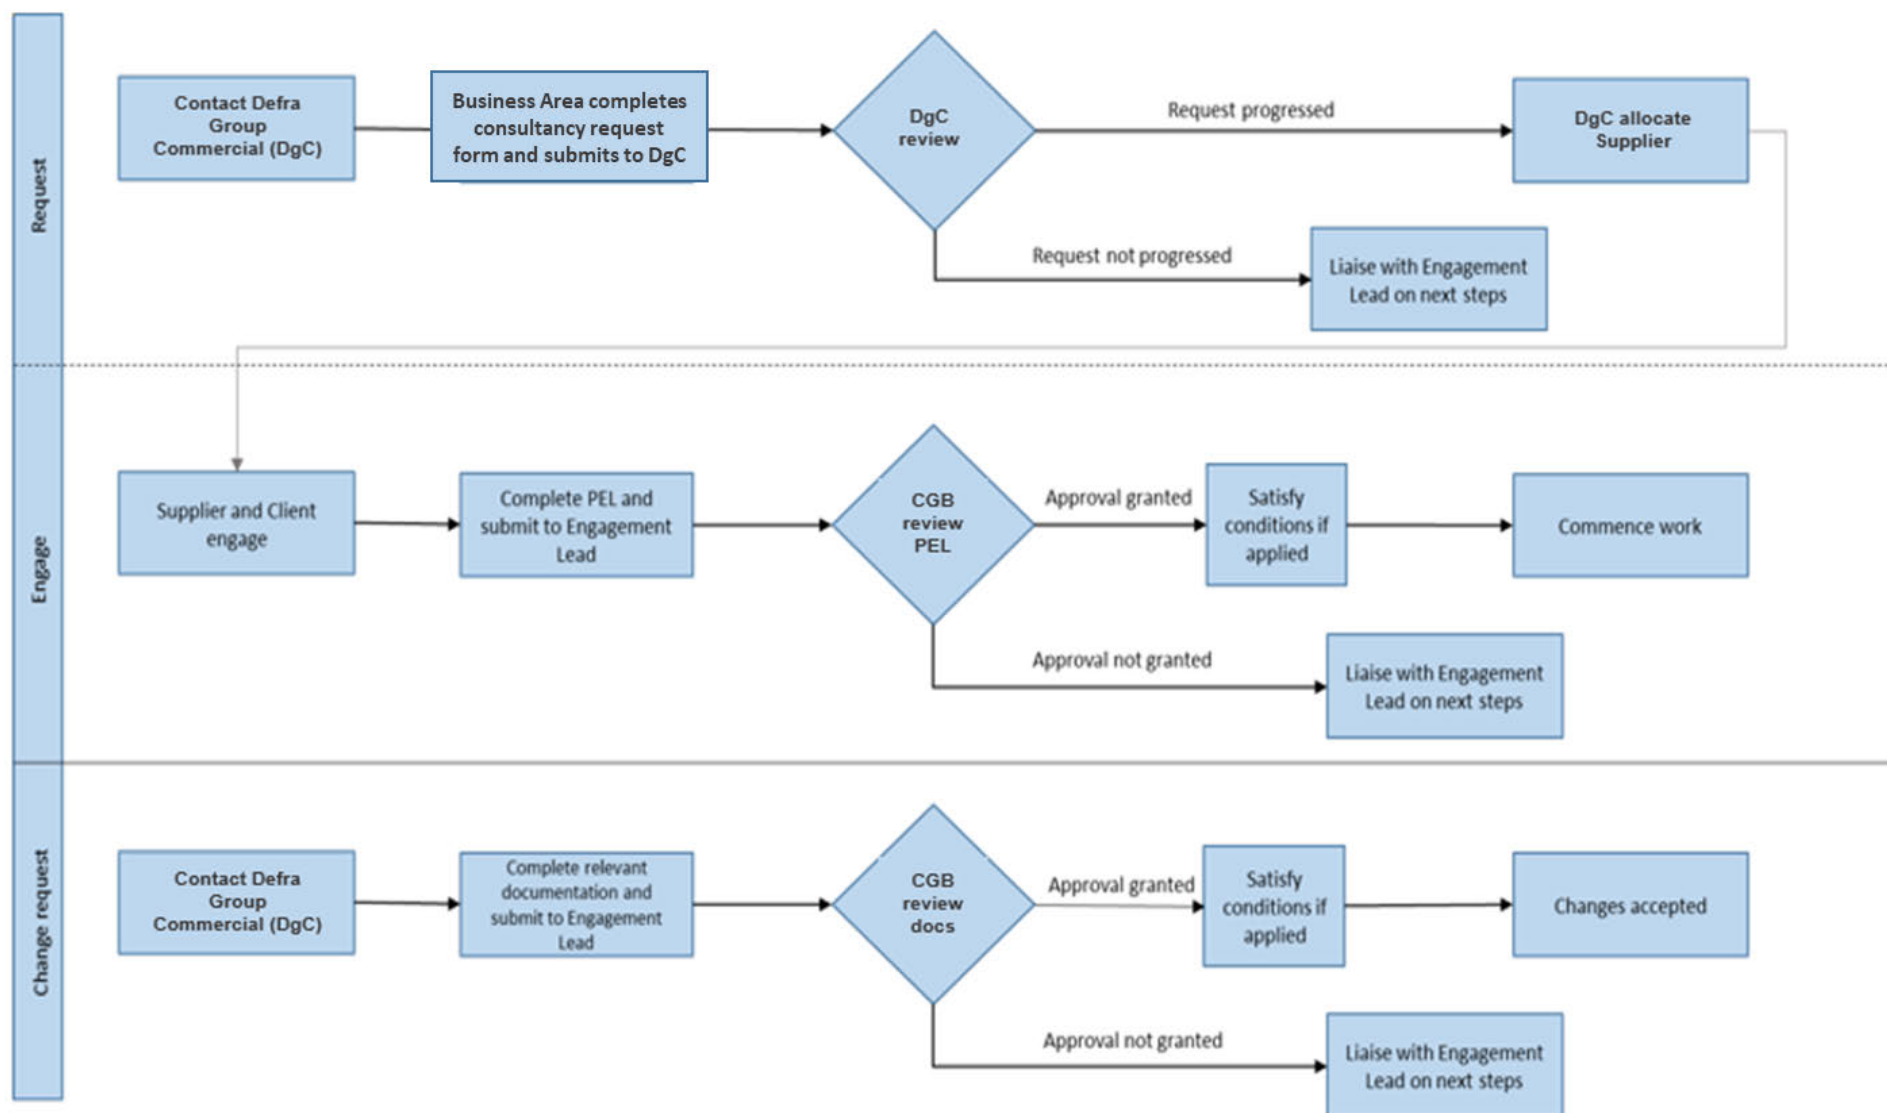 Request
Contact Defra
Group
Commercial (DgC)
Business Area completes
consultancy request
form and submits to DgC
DgC
review
Request progressed
DgC allocate
Supplier
Request not progressed
Liaise with Engagement
Lead on next steps
Engage
Supplier and Client
engage
Complete PEL and
submit to Engagement
Lead
CGB
review
PEL
Approval granted
Satisfy
conditions if
applied
Commence work
Approval not granted
Liaise with Engagement
Lead on next steps
Change request
Contact Defra
Group
Commercial (DgC)
Complete relevant
documentation and
submit to Engagement
Lead
CGB
review
docs
Approval granted
Satisfy
conditions if
applied
Changes accepted
Approval not granted
Liaise with Engagement
Lead on next steps